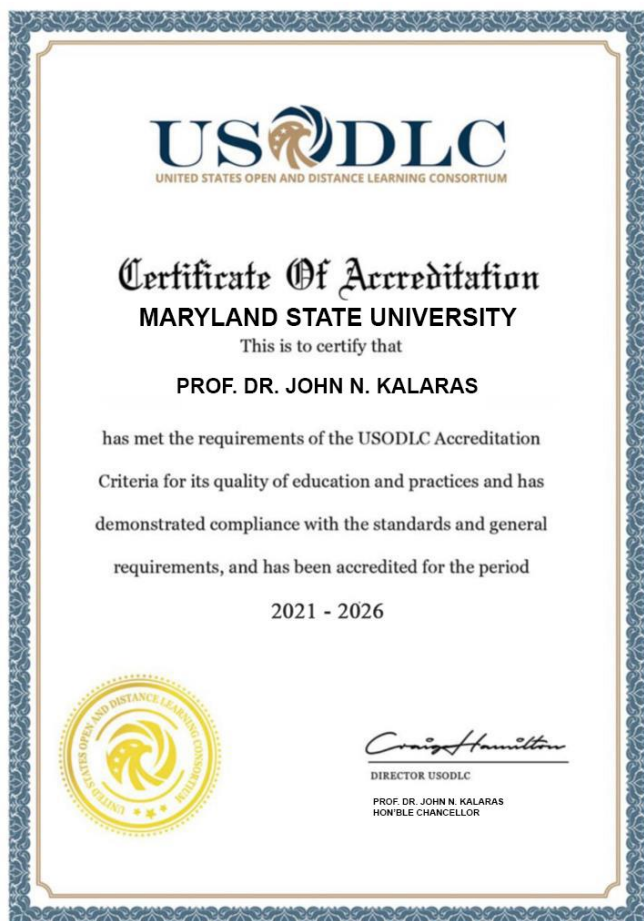 USODLC
UNITED STATES OPEN AND DISTANCE LEARNING CONSORTIUM
Certificate Of Accreditation
MARYLAND STATE UNIVERSITY
This is to certify that
PROF. DR. JOHN N. KALARAS
has met the requirements of the USODLC Accreditation
Criteria for its quality of education and practices and has
demonstrated compliance with the standards and general
requirements, and has been accredited for the period
2021 - 2026
UNITED STATES OPEN AND DISTANCE LEARNING CONSORTIUM
Craig Hamilton
DIRECTOR USODLC
PROF. DR. JOHN N. KALARAS
HON'BLE CHANCELLOR